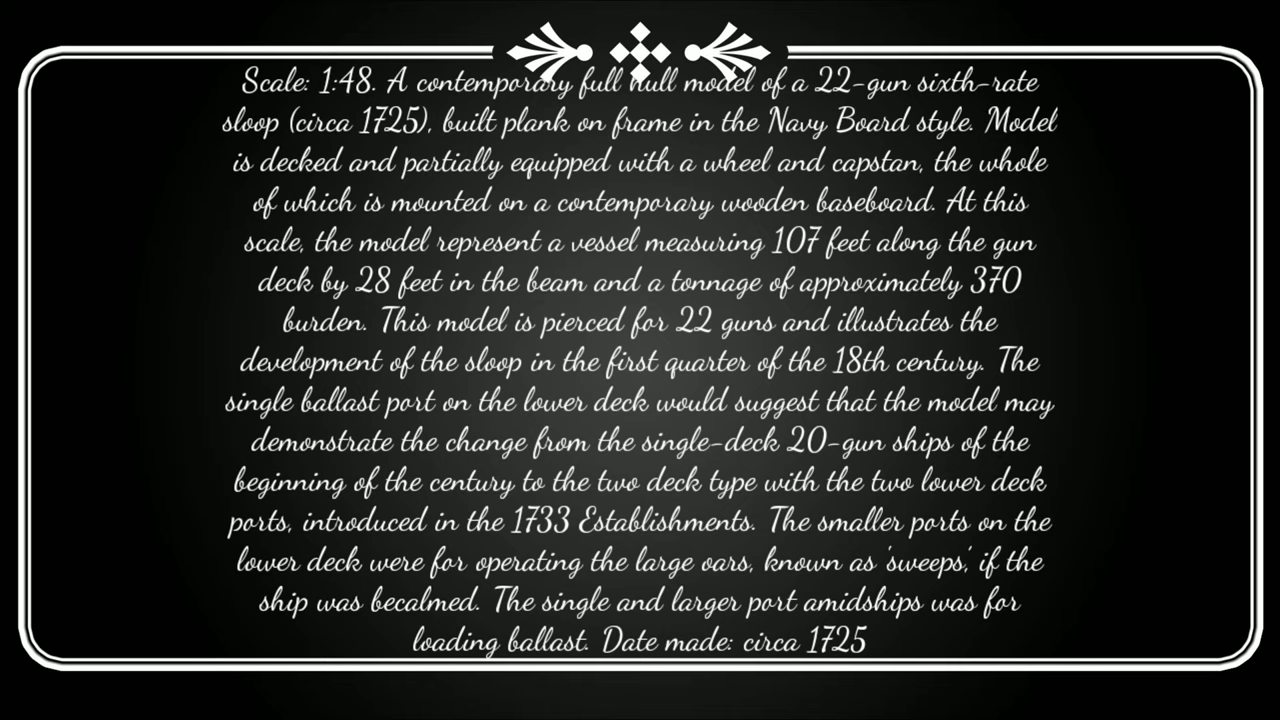 Scale: 1:48. A contemporary full hull model of a 22-gun sixth-rate
sloop (circa 1725), built plank on frame in the Navy Board style. Model
is decked and partially equipped with a wheel and capstan, the whole
of which is mounted on a contemporary wooden baseboard. At this
scale, the model represent a vessel measuring 107 feet along the gun
deck by 28 feet in the beam and a tonnage of approximately 370
burden. This model is pierced for 22 guns and illustrates the
development of the sloop in the first quarter of the 18th century. The
single ballast port on the lower deck would suggest that the model may
demonstrate the change from the single-deck 20-gun ships of the
beginning of the century to the two deck type with the two lower deck
ports, introduced in the 1733 Establishments. The smaller ports on the
lower deck were for operating the large oars, known as 'sweeps,' if the
ship was becalmed. The single and larger port amidships was for
loading ballast. Date made: circa 1725